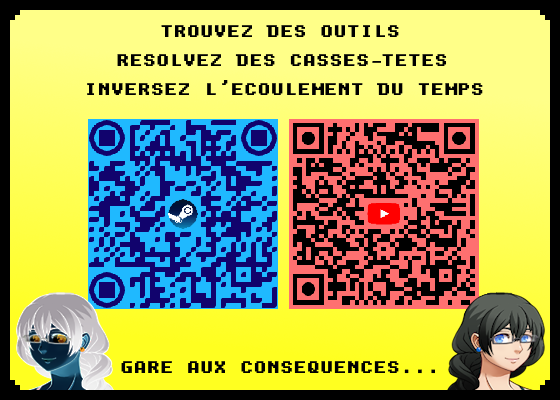 TROUVEZ DES OUTILS
RESOLVEZ DES CASSES-TETES
INVERSEZ L'ECOULEMENT DU TEMPS
GARE AUX CONSEQUENCES...